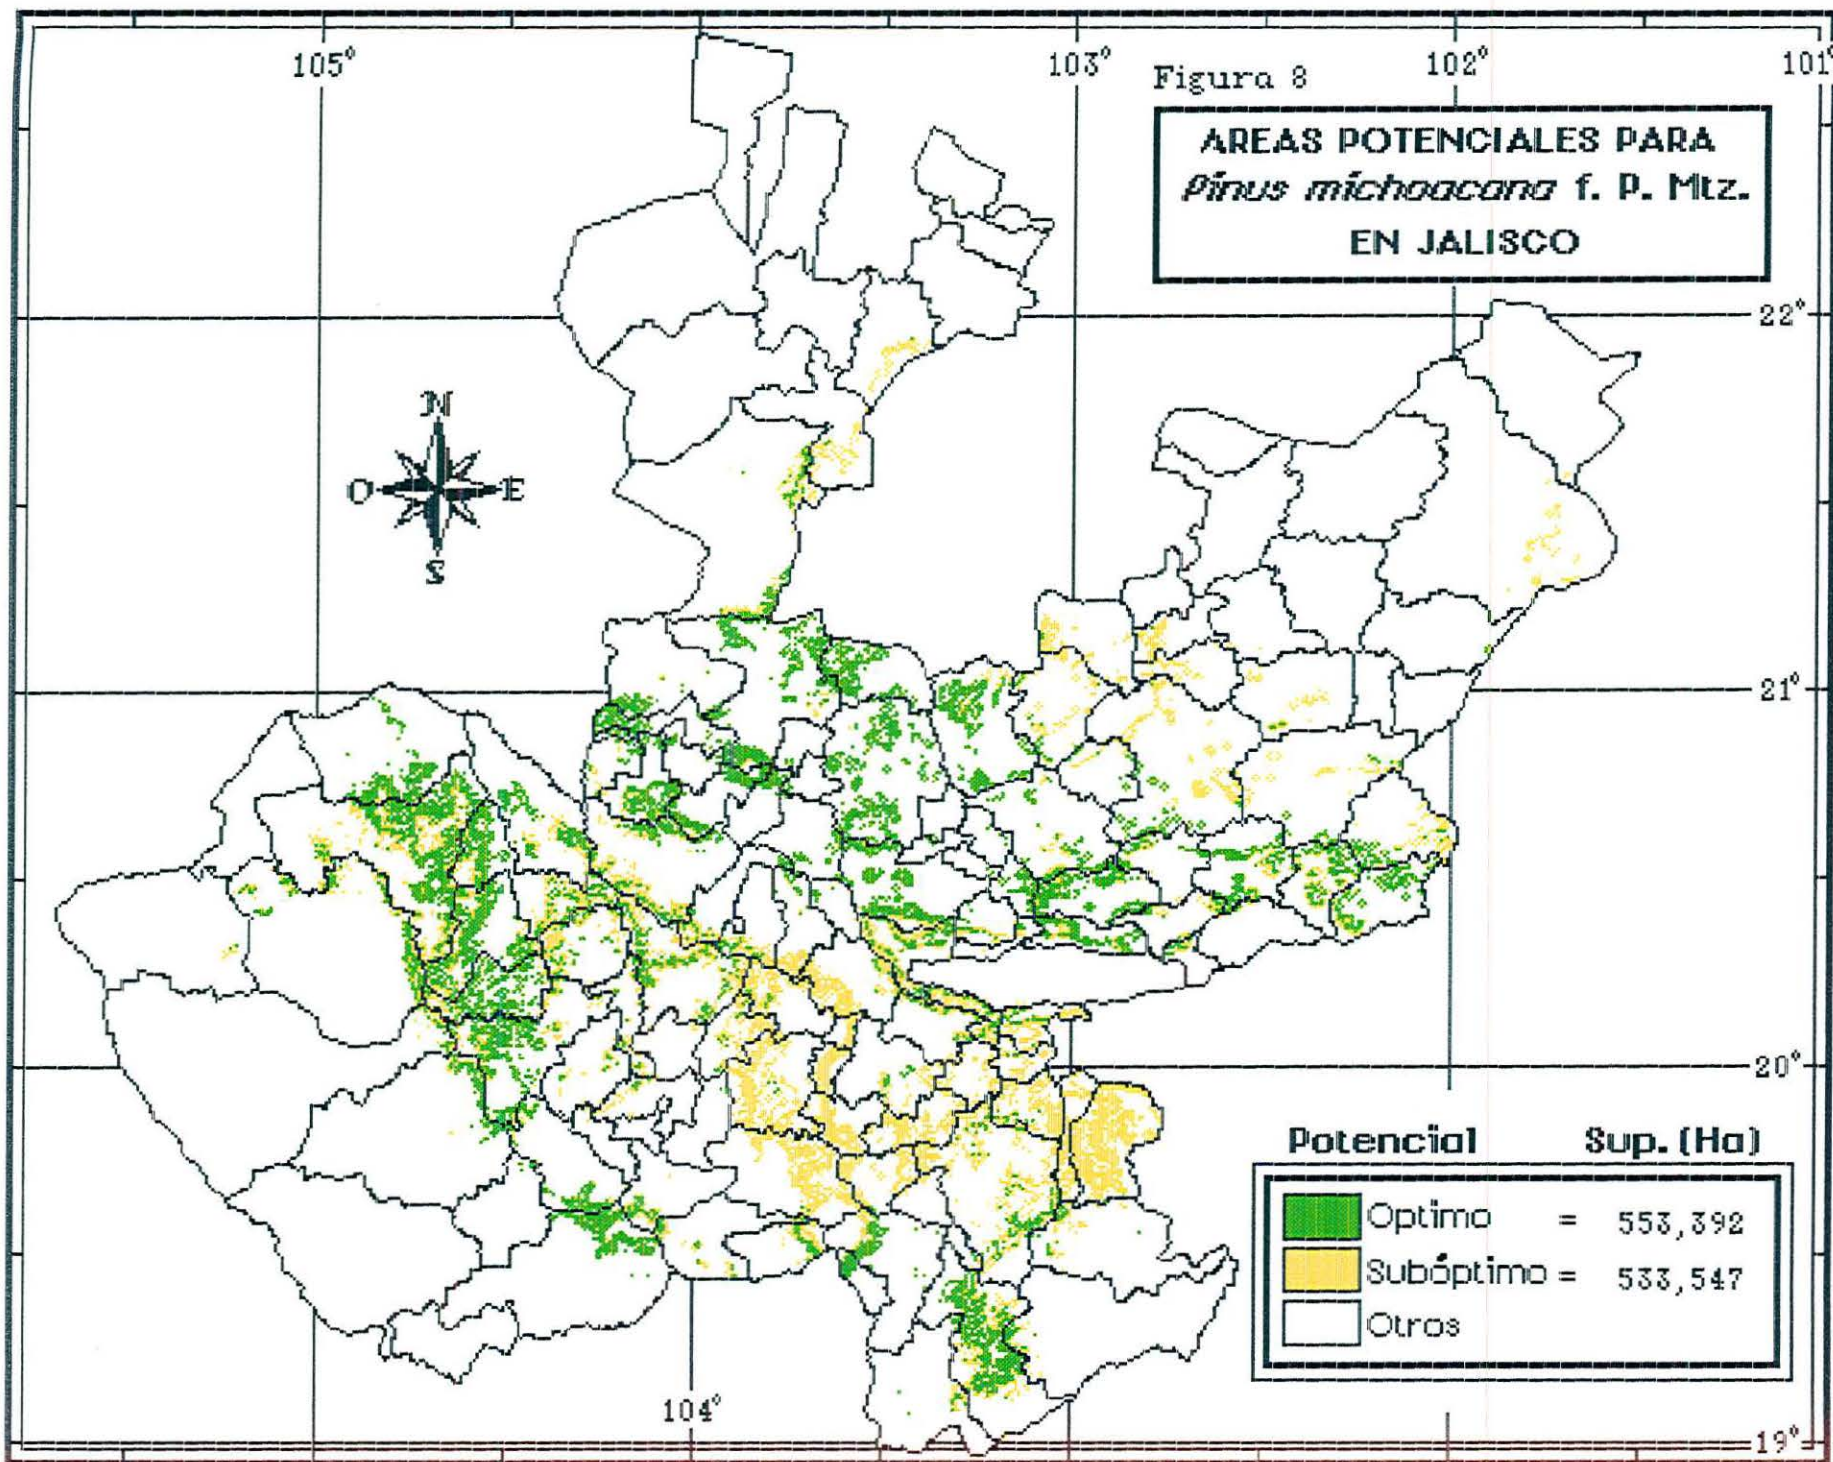 105°
103°
102°
101°
Figura 8
AREAS POTENCIALES PARA
Pinus michoacana f. P. Mtz.
EN JALISCO
22°
N
O E
S
21°
20°
Potencial Sup. (Ha)
Optimo = 553,392
Subóptimo = 533,547
Otros
104°
19°